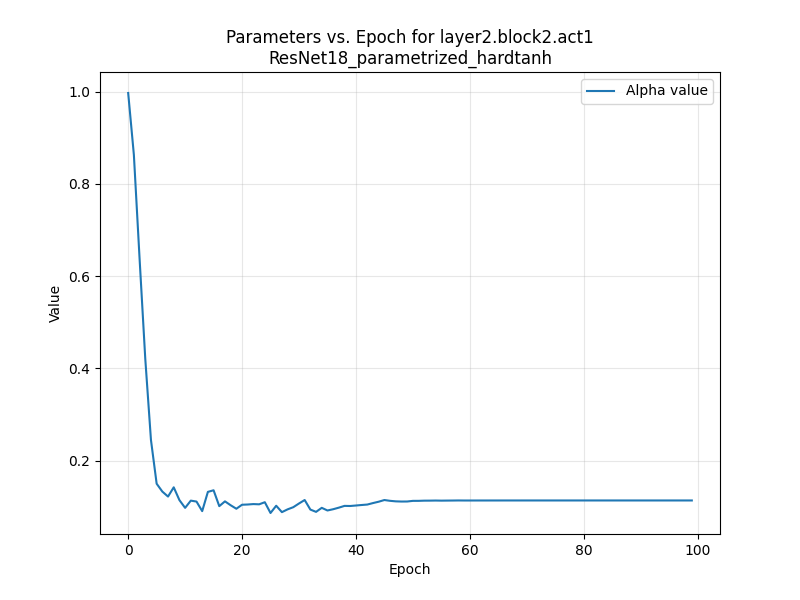 Parameters vs. Epoch for layer2.block2.act1
ResNet18_parametrized_hardtanh
Alpha value
1.0
0.8
0.6
0.4
0.2
Value
0
20
40
60
80
100
Epoch